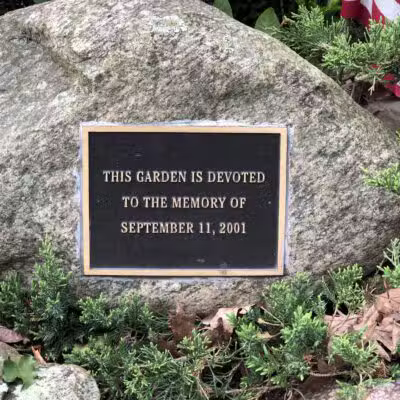 THIS GARDEN IS DEVOTED
TO THE MEMORY OF
SEPTEMBER 11, 2001